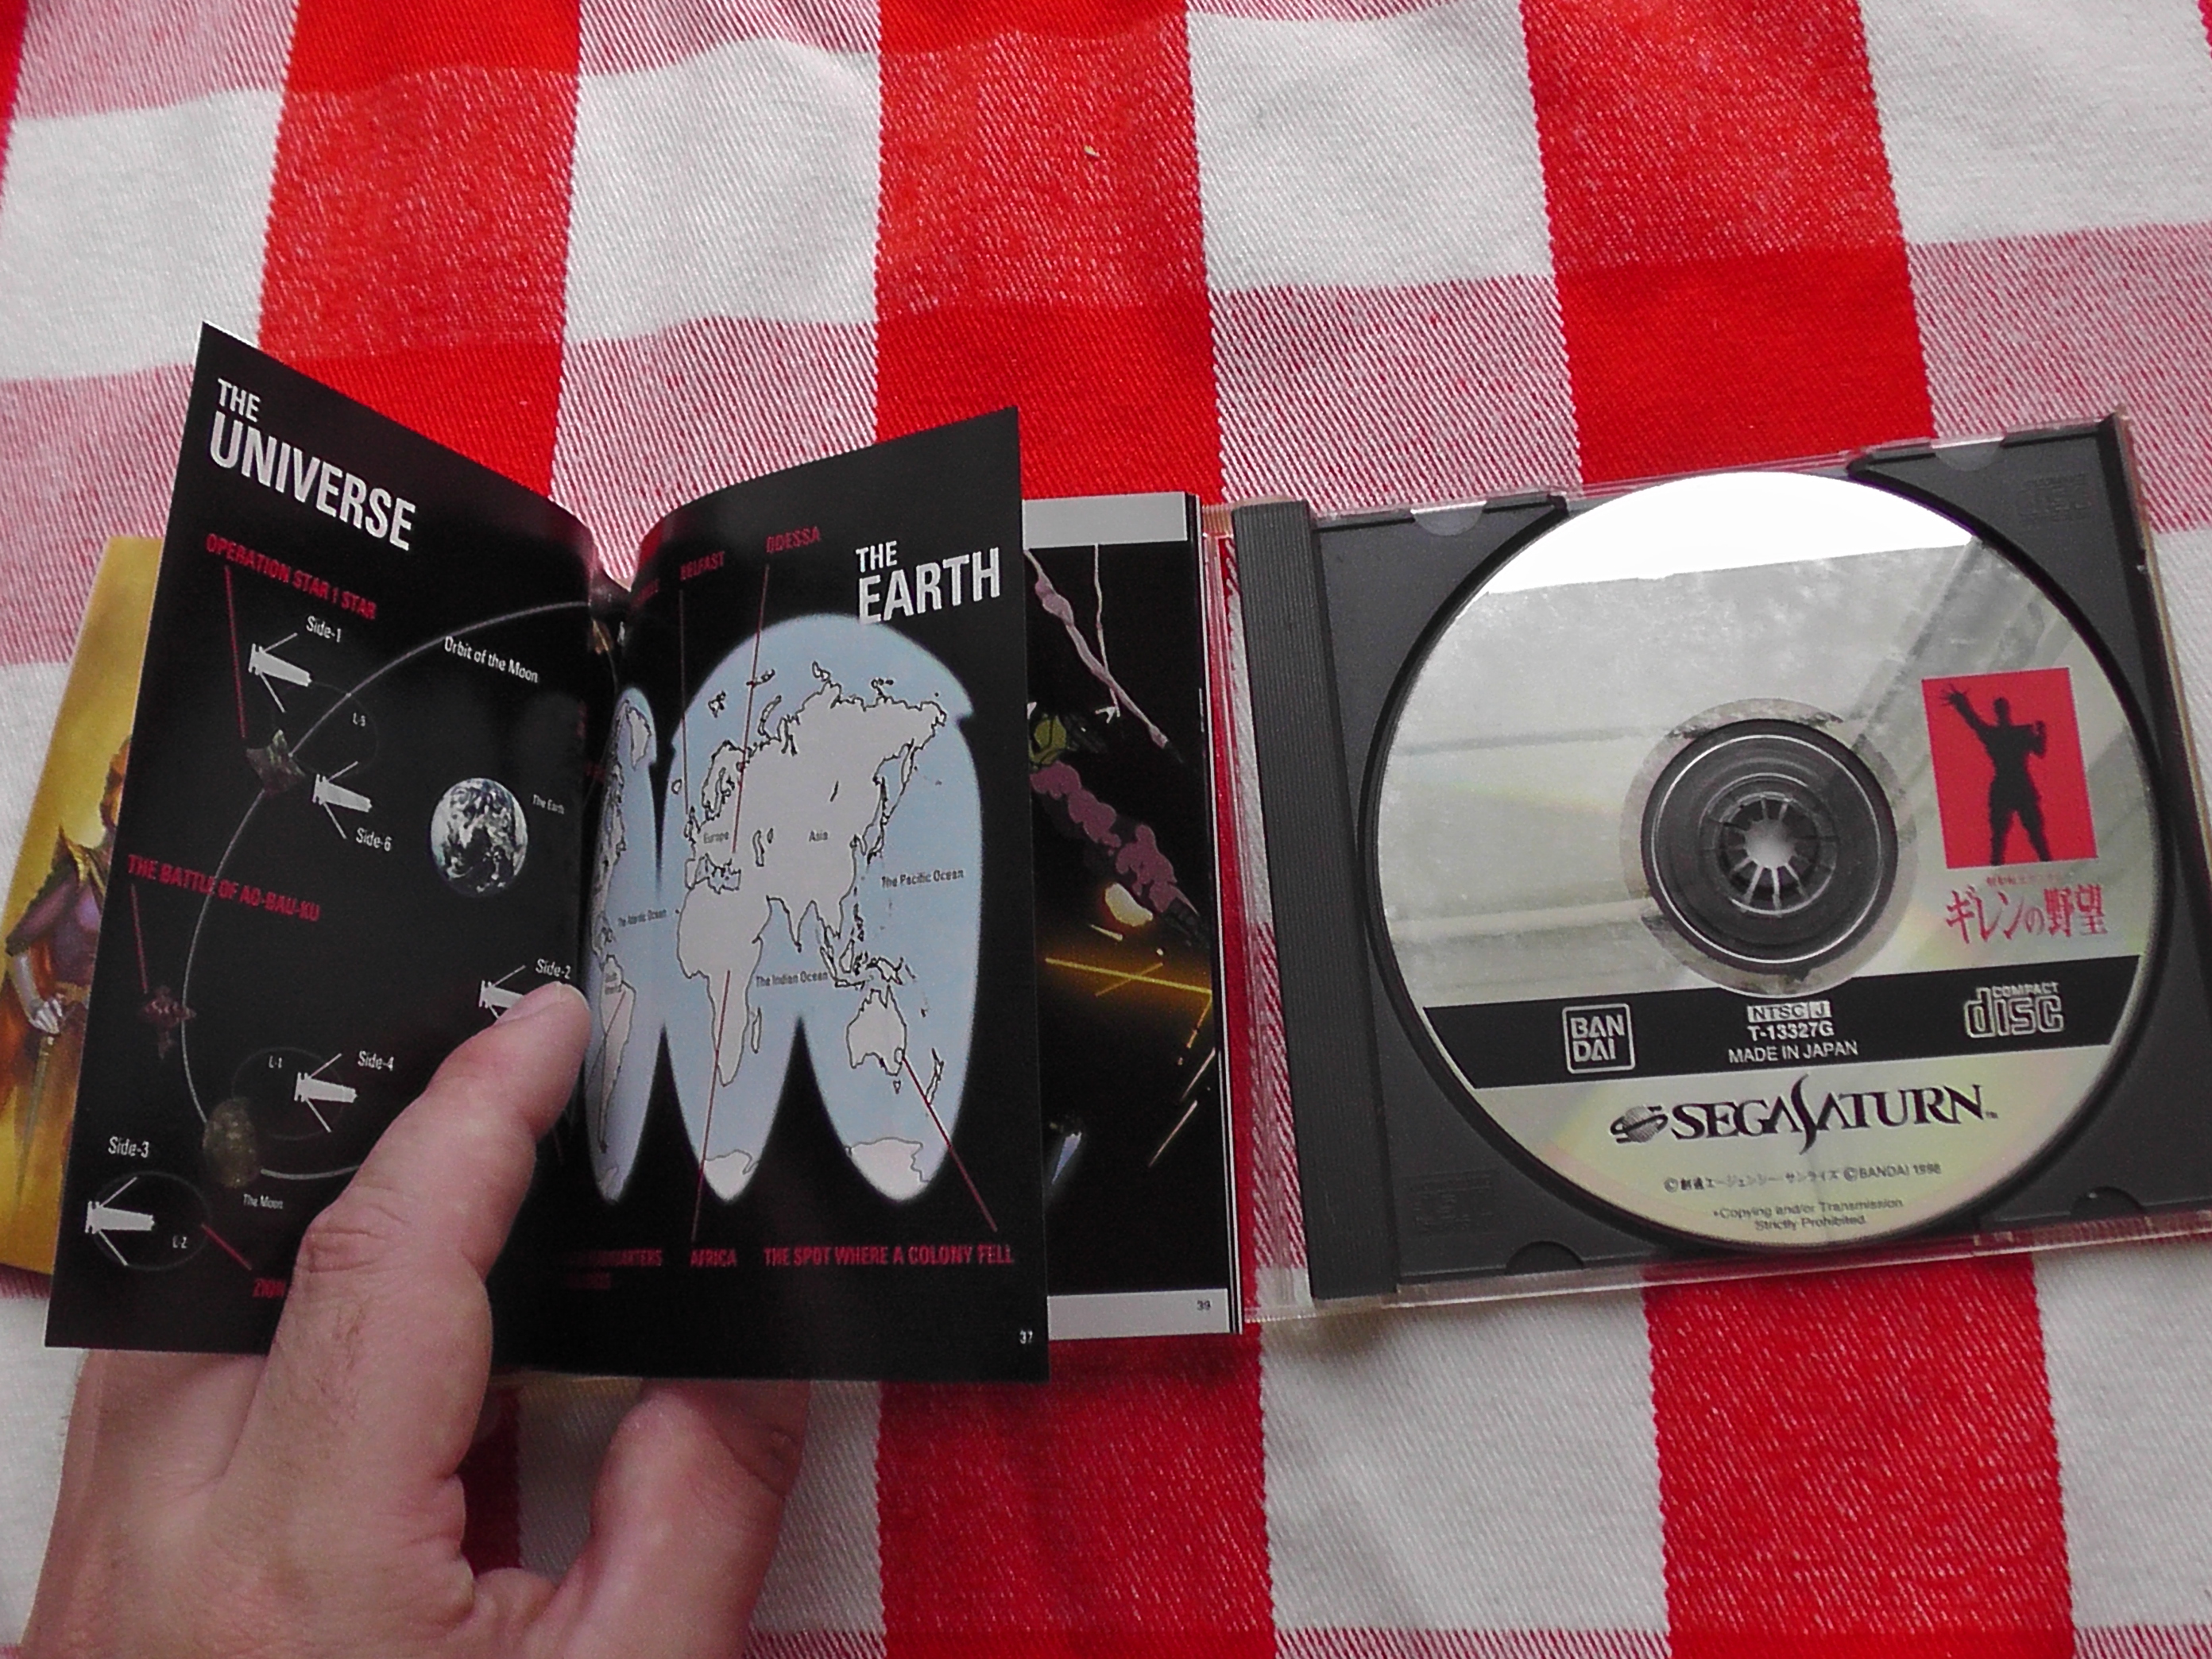 THE
UNIVERSE
OPERATION STAR 1 STAR
Side-1
Orbit of the Moon
L-5
Side-6
The Earth
THE BATTLE OF AO-BAU-KU
Side-2
L-1
Side-4
Side-3
The Moon
L-2
BELFAST
ODESSA
THE
EARTH
Europe
Asia
The Pacific Ocean
The Atlantic Ocean
The Indian Ocean
AFRICA
THE SPOT WHERE A COLONY FELL
37
39
ギレンの野望
BAN
DAI
NTSC J
T-13327G
MADE IN JAPAN
COMPACT
disc
SEGA SATURN™
©創通エージェンシー・サンライズ ©BANDAI 1998
*Copying and/or Transmission
Strictly Prohibited.